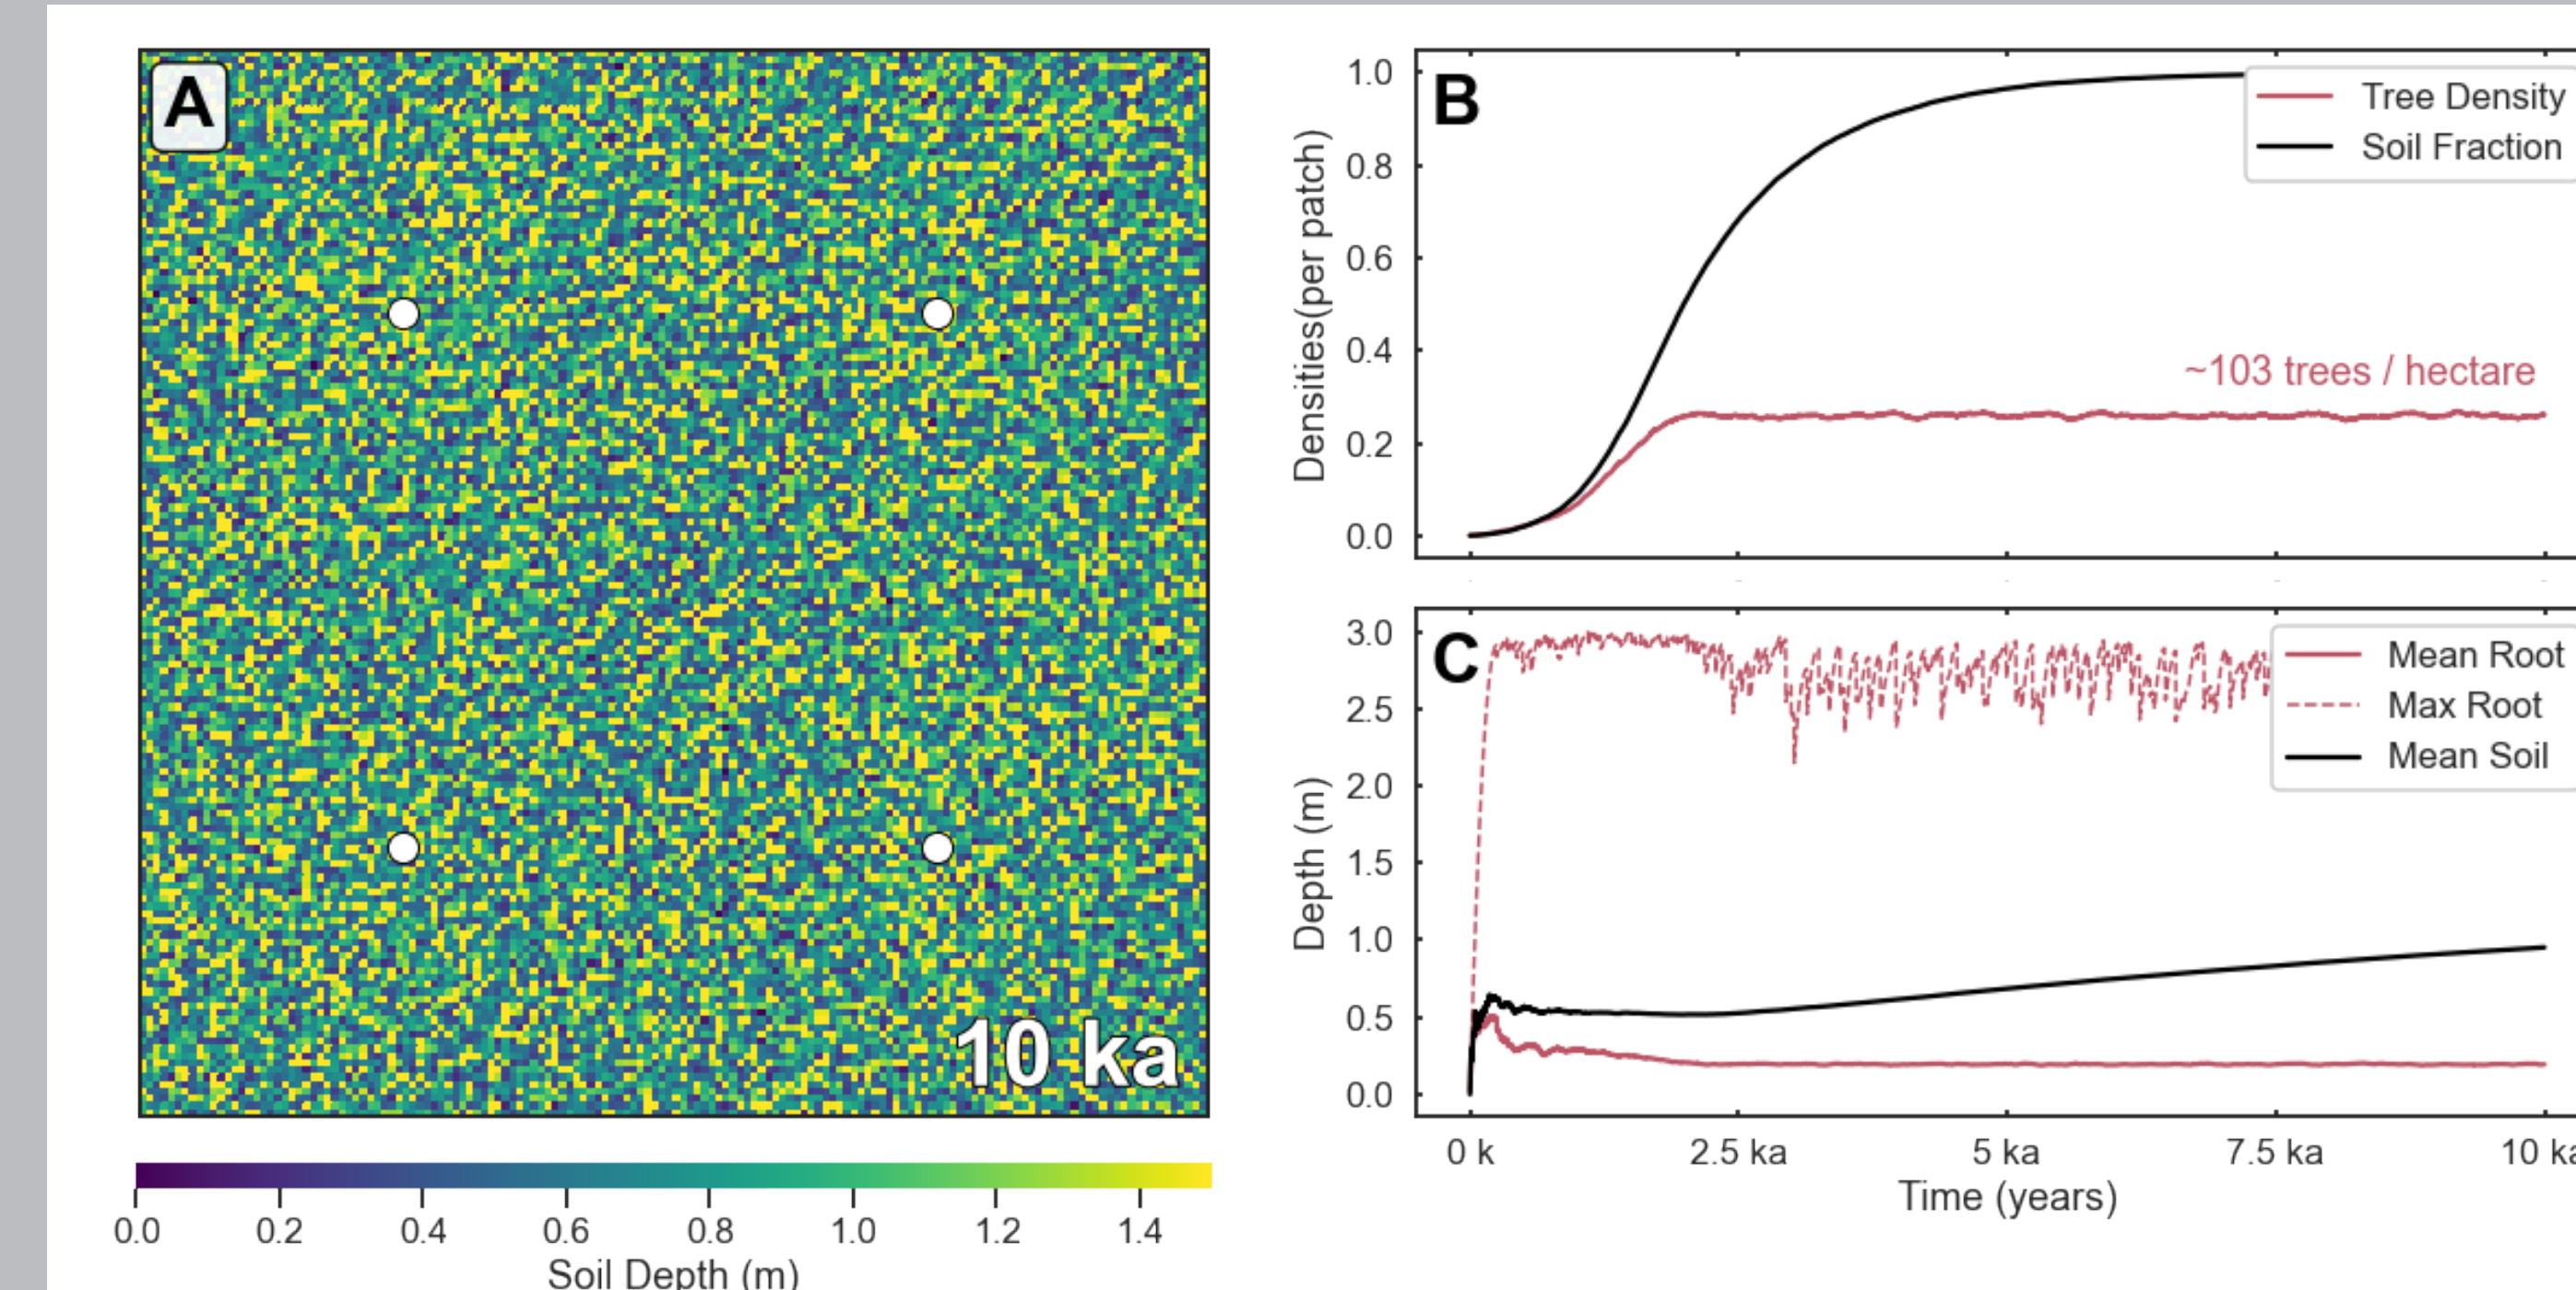 A
10 ka
0.0 0.2 0.4 0.6 0.8 1.0 1.2 1.4
Soil Depth (m)
B
Densities(per patch)
1.0
0.8
0.6
0.4
0.2
0.0
Tree Density
Soil Fraction
~103 trees / hectare
C
Depth (m)
3.0
2.5
2.0
1.5
1.0
0.5
0.0
Mean Root
Max Root
Mean Soil
0 k 2.5 ka 5 ka 7.5 ka 10 ka
Time (years)